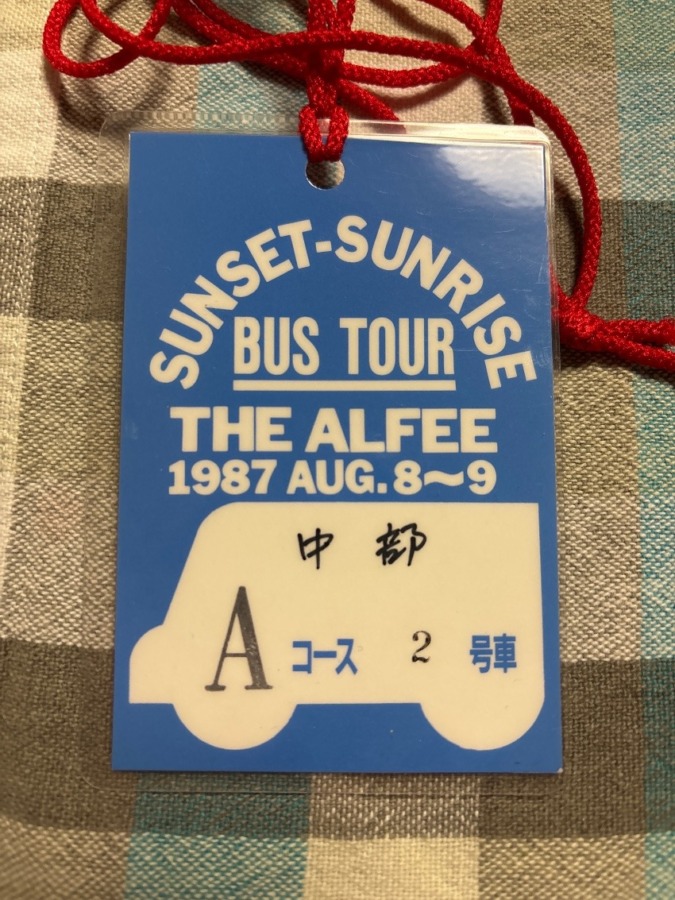 SUNSET-SUNRISE
BUS TOUR
THE ALFEE
1987 AUG. 8〜9
中部
A コース 2 号車